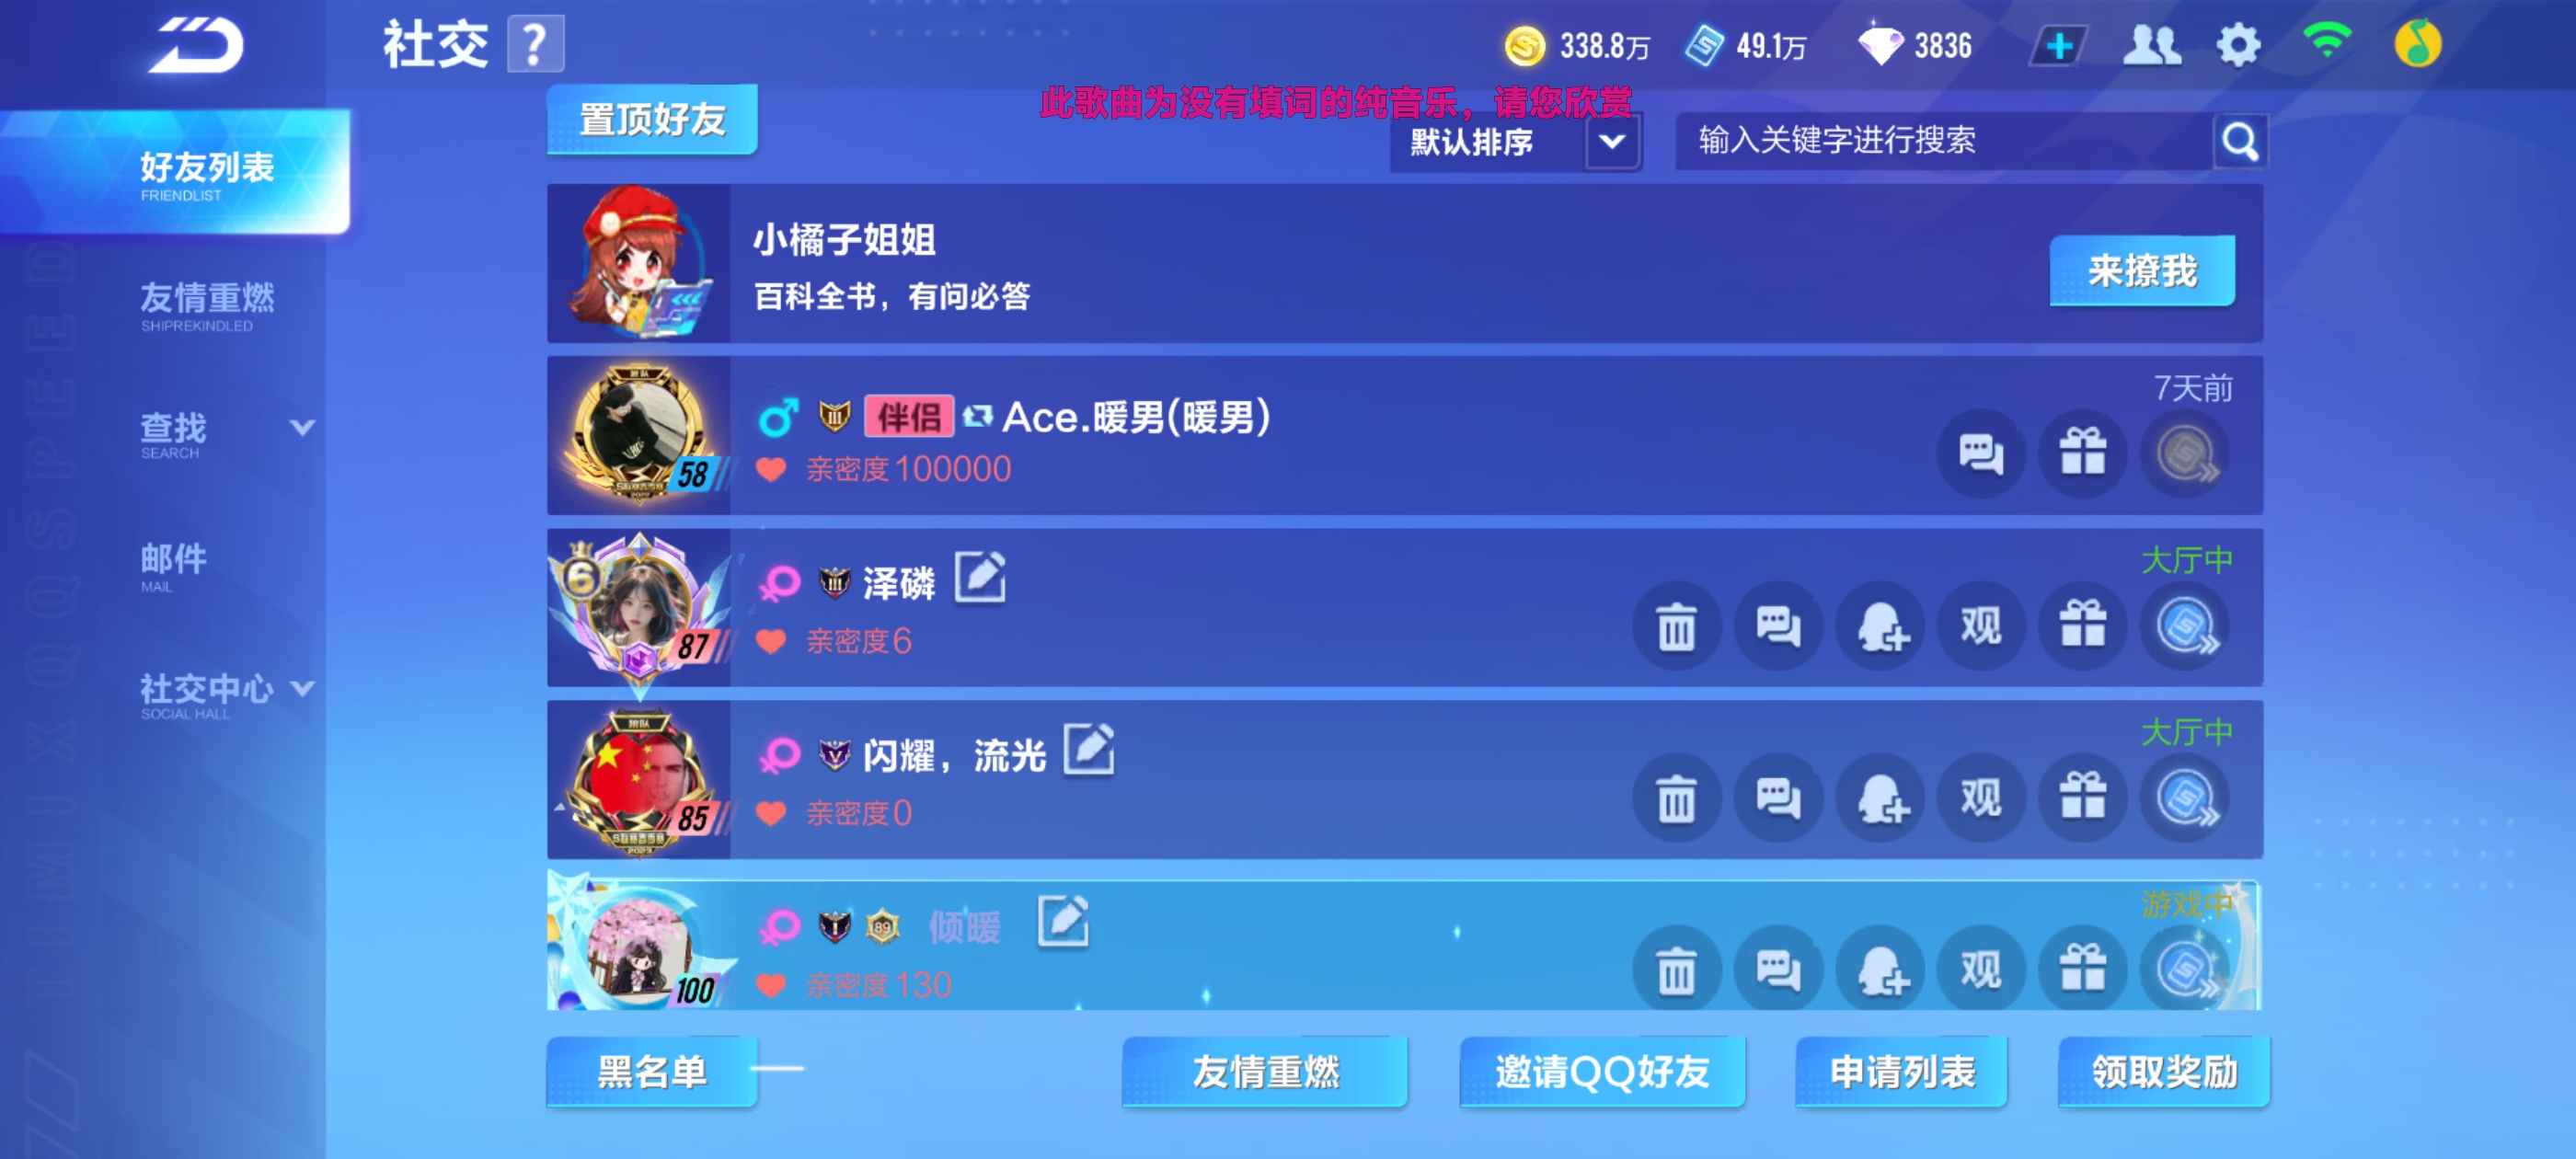 社交 ?
338.8万 49.1万 3836
此歌曲为没有填词的纯音乐，请您欣赏
置顶好友
默认排序
输入关键字进行搜索
好友列表
FRIENDLIST
友情重燃
SHIPREKINDLED
查找
SEARCH
邮件
MAIL
社交中心
SOCIAL HALL
小橘子姐姐
百科全书，有问必答
来撩我
7天前
58
伴侣 Ace.暖男(暖男)
亲密度100000
大厅中
6
87
III 泽磷
亲密度6
观
大厅中
85
V 闪耀，流光
亲密度0
观
游戏中
100
I 89 倾暖
亲密度130
观
黑名单
友情重燃
邀请QQ好友
申请列表
领取奖励